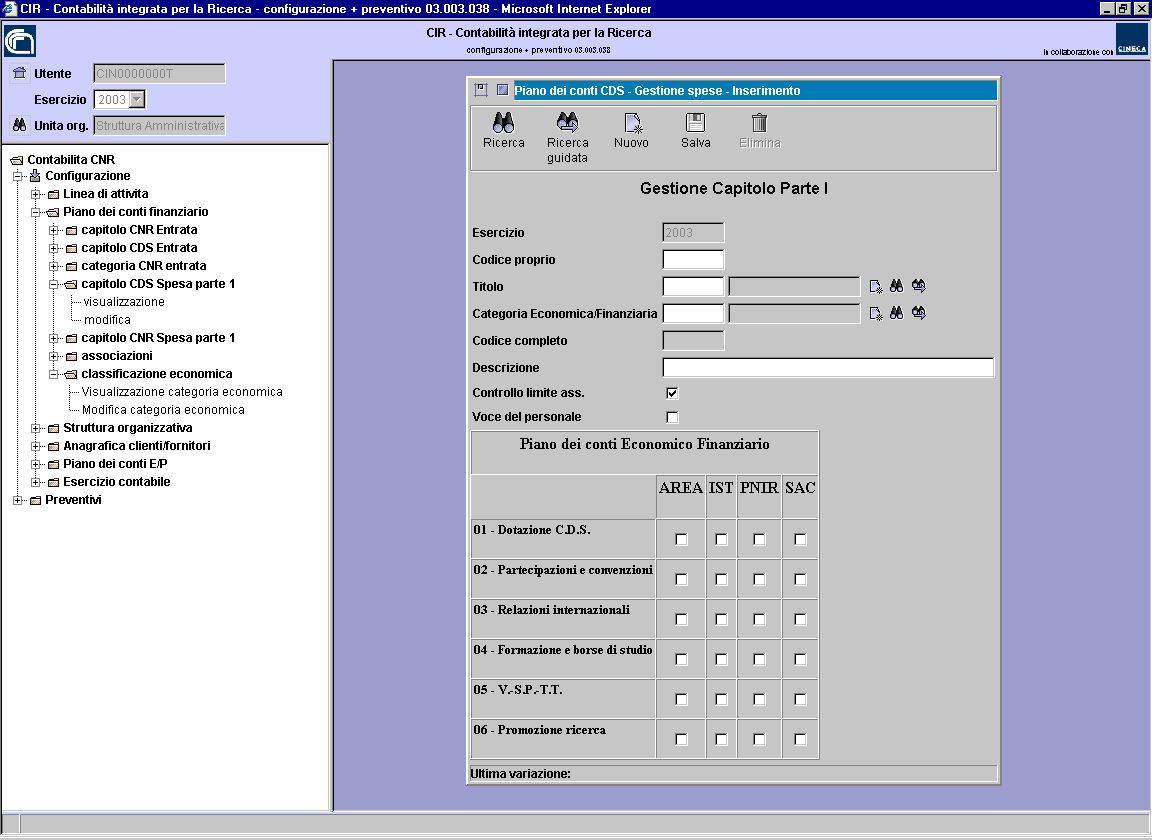 CIR - Contabilità integrata per la Ricerca - configurazione + preventivo 03.003.038 - Microsoft Internet Explorer
CIR - Contabilità integrata per la Ricerca
configurazione + preventivo 03.003.038
in collaborazione con
CINECA
Utente CIN0000000T
Esercizio 2003
Unita org. Struttura Amministrativa
Contabilita CNR
Configurazione
Linea di attivita
Piano dei conti finanziario
capitolo CNR Entrata
capitolo CDS Entrata
categoria CNR entrata
capitolo CDS Spesa parte 1
visualizzazione
modifica
capitolo CNR Spesa parte 1
associazioni
classificazione economica
Visualizzazione categoria economica
Modifica categoria economica
Struttura organizzativa
Anagrafica clienti/fornitori
Piano dei conti E/P
Esercizio contabile
Preventivi
Piano dei conti CDS - Gestione spese - Inserimento
Ricerca
Ricerca guidata
Nuovo
Salva
Elimina
Gestione Capitolo Parte I
Esercizio 2003
Codice proprio
Titolo
Categoria Economica/Finanziaria
Codice completo
Descrizione
Controllo limite ass.
Voce del personale
Piano dei conti Economico Finanziario
AREA IST PNIR SAC
01 - Dotazione C.D.S.
02 - Partecipazioni e convenzioni
03 - Relazioni internazionali
04 - Formazione e borse di studio
05 - V.-S.P.-T.T.
06 - Promozione ricerca
Ultima variazione: